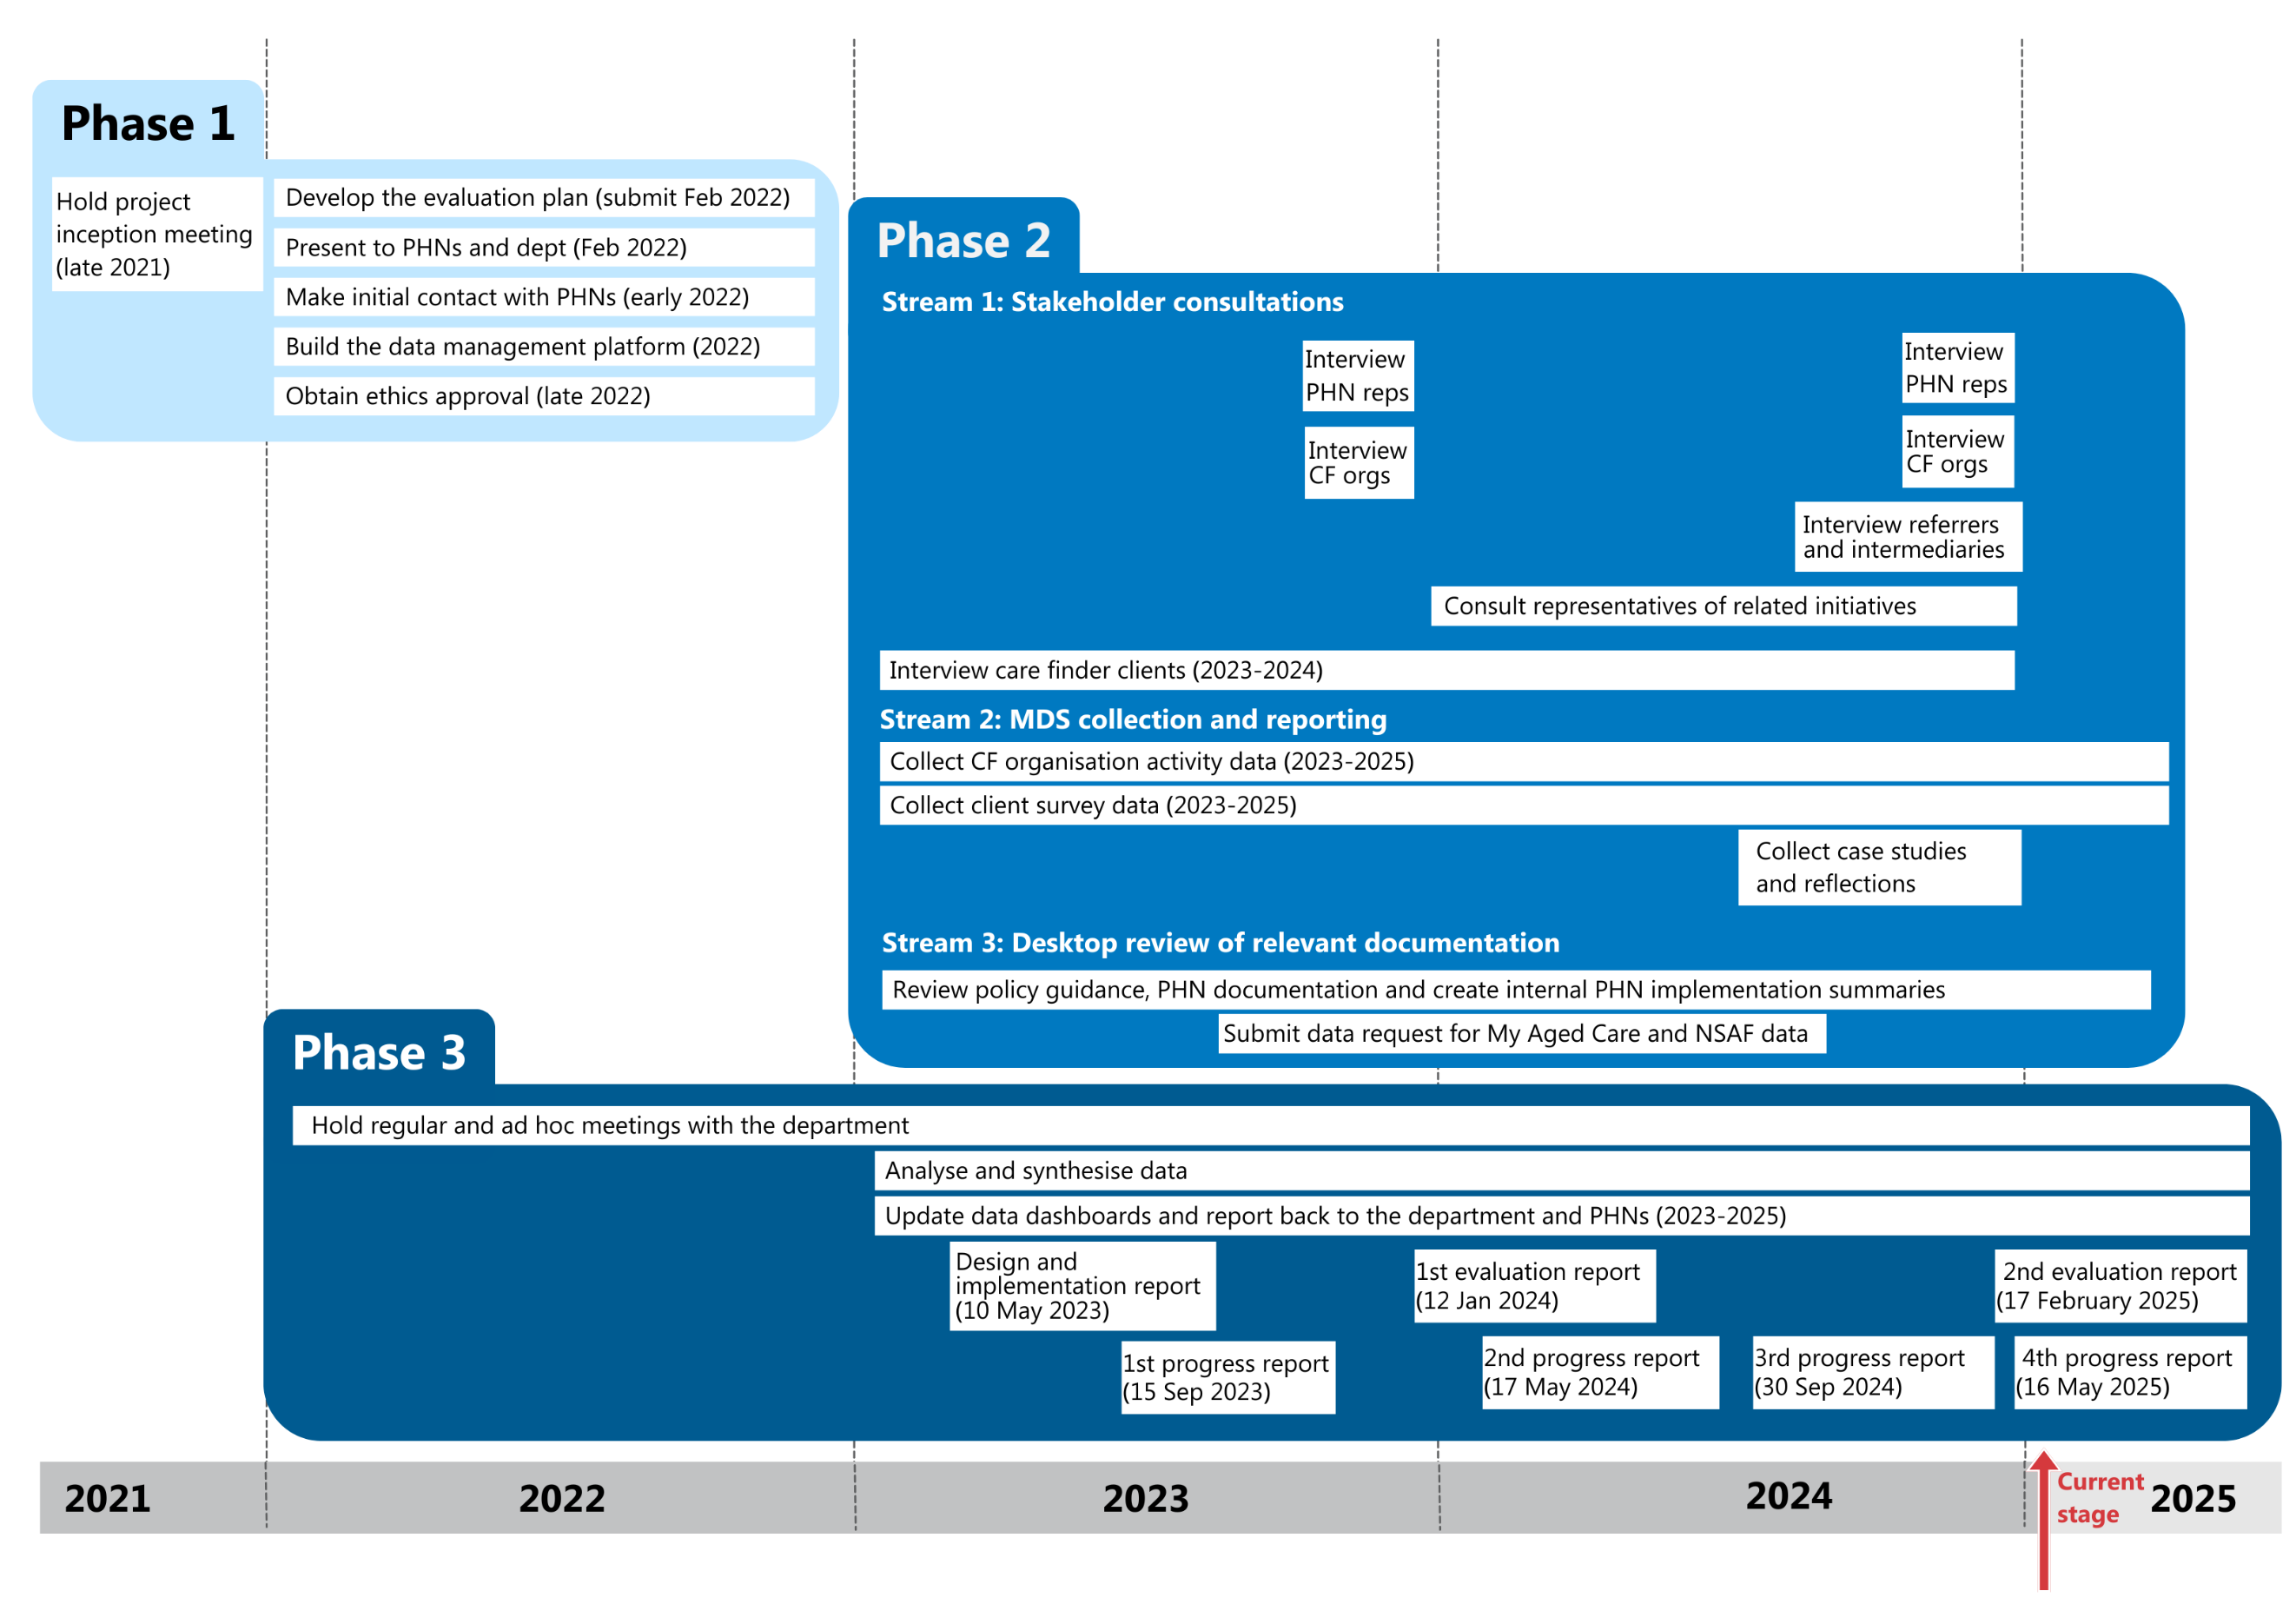 Phase 1
Hold project
inception meeting
(late 2021)
Develop the evaluation plan (submit Feb 2022)
Present to PHNs and dept (Feb 2022)
Make initial contact with PHNs (early 2022)
Build the data management platform (2022)
Obtain ethics approval (late 2022)
Phase 2
Stream 1: Stakeholder consultations
Interview
PHN reps
Interview
PHN reps
Interview
CF orgs
Interview
CF orgs
Interview referrers
and intermediaries
Consult representatives of related initiatives
Interview care finder clients (2023-2024)
Stream 2: MDS collection and reporting
Collect CF organisation activity data (2023-2025)
Collect client survey data (2023-2025)
Collect case studies
and reflections
Stream 3: Desktop review of relevant documentation
Review policy guidance, PHN documentation and create internal PHN implementation summaries
Submit data request for My Aged Care and NSAF data
Phase 3
Hold regular and ad hoc meetings with the department
Analyse and synthesise data
Update data dashboards and report back to the department and PHNs (2023-2025)
Design and
implementation report
(10 May 2023)
1st evaluation report
(12 Jan 2024)
2nd evaluation report
(17 February 2025)
1st progress report
(15 Sep 2023)
2nd progress report
(17 May 2024)
3rd progress report
(30 Sep 2024)
4th progress report
(16 May 2025)
2021
2022
2023
2024
Current
stage
2025